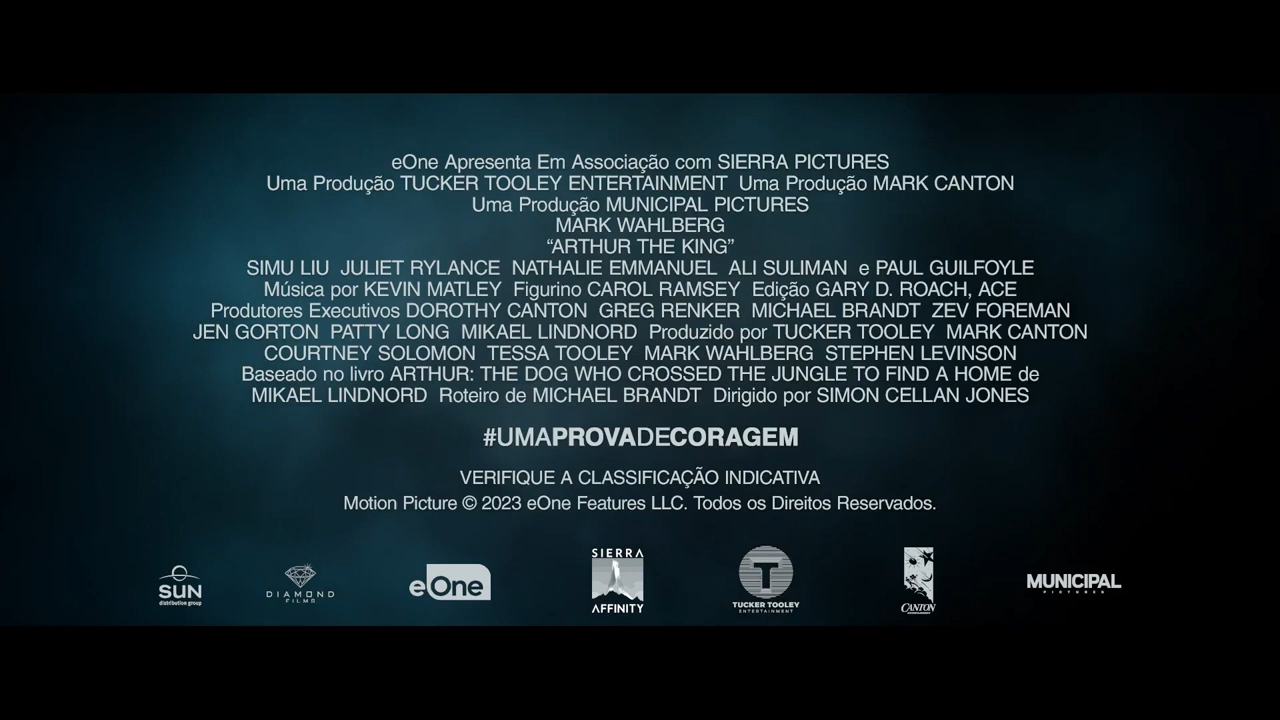 eOne Apresenta Em Associação com SIERRA PICTURES
Uma Produção TUCKER TOOLEY ENTERTAINMENT Uma Produção MARK CANTON
Uma Produção MUNICIPAL PICTURES
MARK WAHLBERG
“ARTHUR THE KING”
SIMU LIU JULIET RYLANCE NATHALIE EMMANUEL ALI SULIMAN e PAUL GUILFOYLE
Música por KEVIN MATLEY Figurino CAROL RAMSEY Edição GARY D. ROACH, ACE
Produtores Executivos DOROTHY CANTON GREG RENKER MICHAEL BRANDT ZEV FOREMAN
JEN GORTON PATTY LONG MIKAEL LINDNORD Produzido por TUCKER TOOLEY MARK CANTON
COURTNEY SOLOMON TESSA TOOLEY MARK WAHLBERG STEPHEN LEVINSON
Baseado no livro ARTHUR: THE DOG WHO CROSSED THE JUNGLE TO FIND A HOME de
MIKAEL LINDNORD Roteiro de MICHAEL BRANDT Dirigido por SIMON CELLAN JONES
#UMAPROVADECORAGEM
VERIFIQUE A CLASSIFICAÇÃO INDICATIVA
Motion Picture © 2023 eOne Features LLC. Todos os Direitos Reservados.
SUN
distribution group
DIAMOND
FILMS
eOne
SIERRA
AFFINITY
T
TUCKER TOOLEY
ENTERTAINMENT
CANTON
MUNICIPAL
PICTURES